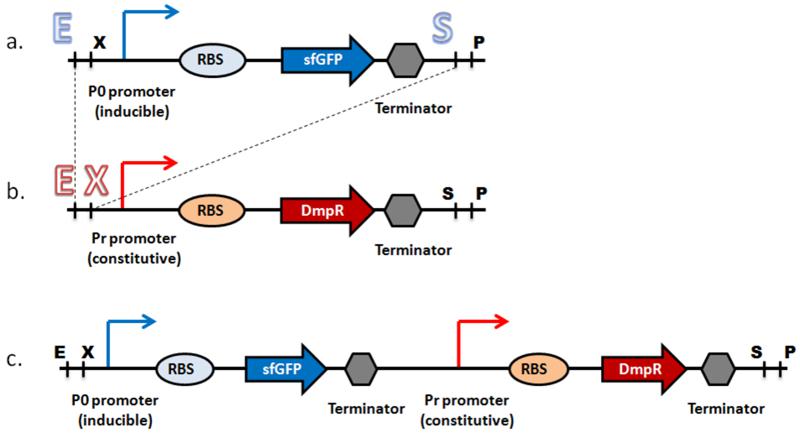 E S
a. X P
RBS sfGFP
P0 promoter
(inducible)
Terminator
E X
b. S P
RBS DmpR
Pr promoter
(constitutive)
Terminator
c. E X S P
RBS sfGFP RBS DmpR
P0 promoter Terminator Pr promoter Terminator
(inducible) (constitutive)